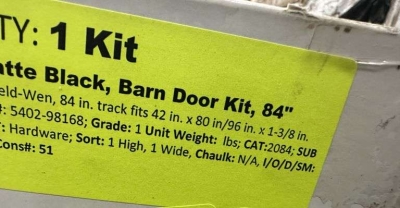 TY: 1 Kit
atte Black, Barn Door Kit, 84"
eld-Wen, 84 in. track fits 42 in. x 80 in/96 in. x 1-3/8 in.
#: 5402-98168; Grade: 1 Unit Weight: lbs; CAT:2084; SUB
: Hardware; Sort: 1 High, 1 Wide, Chaulk: N/A, I/O/D/SM:
Cons#: 51